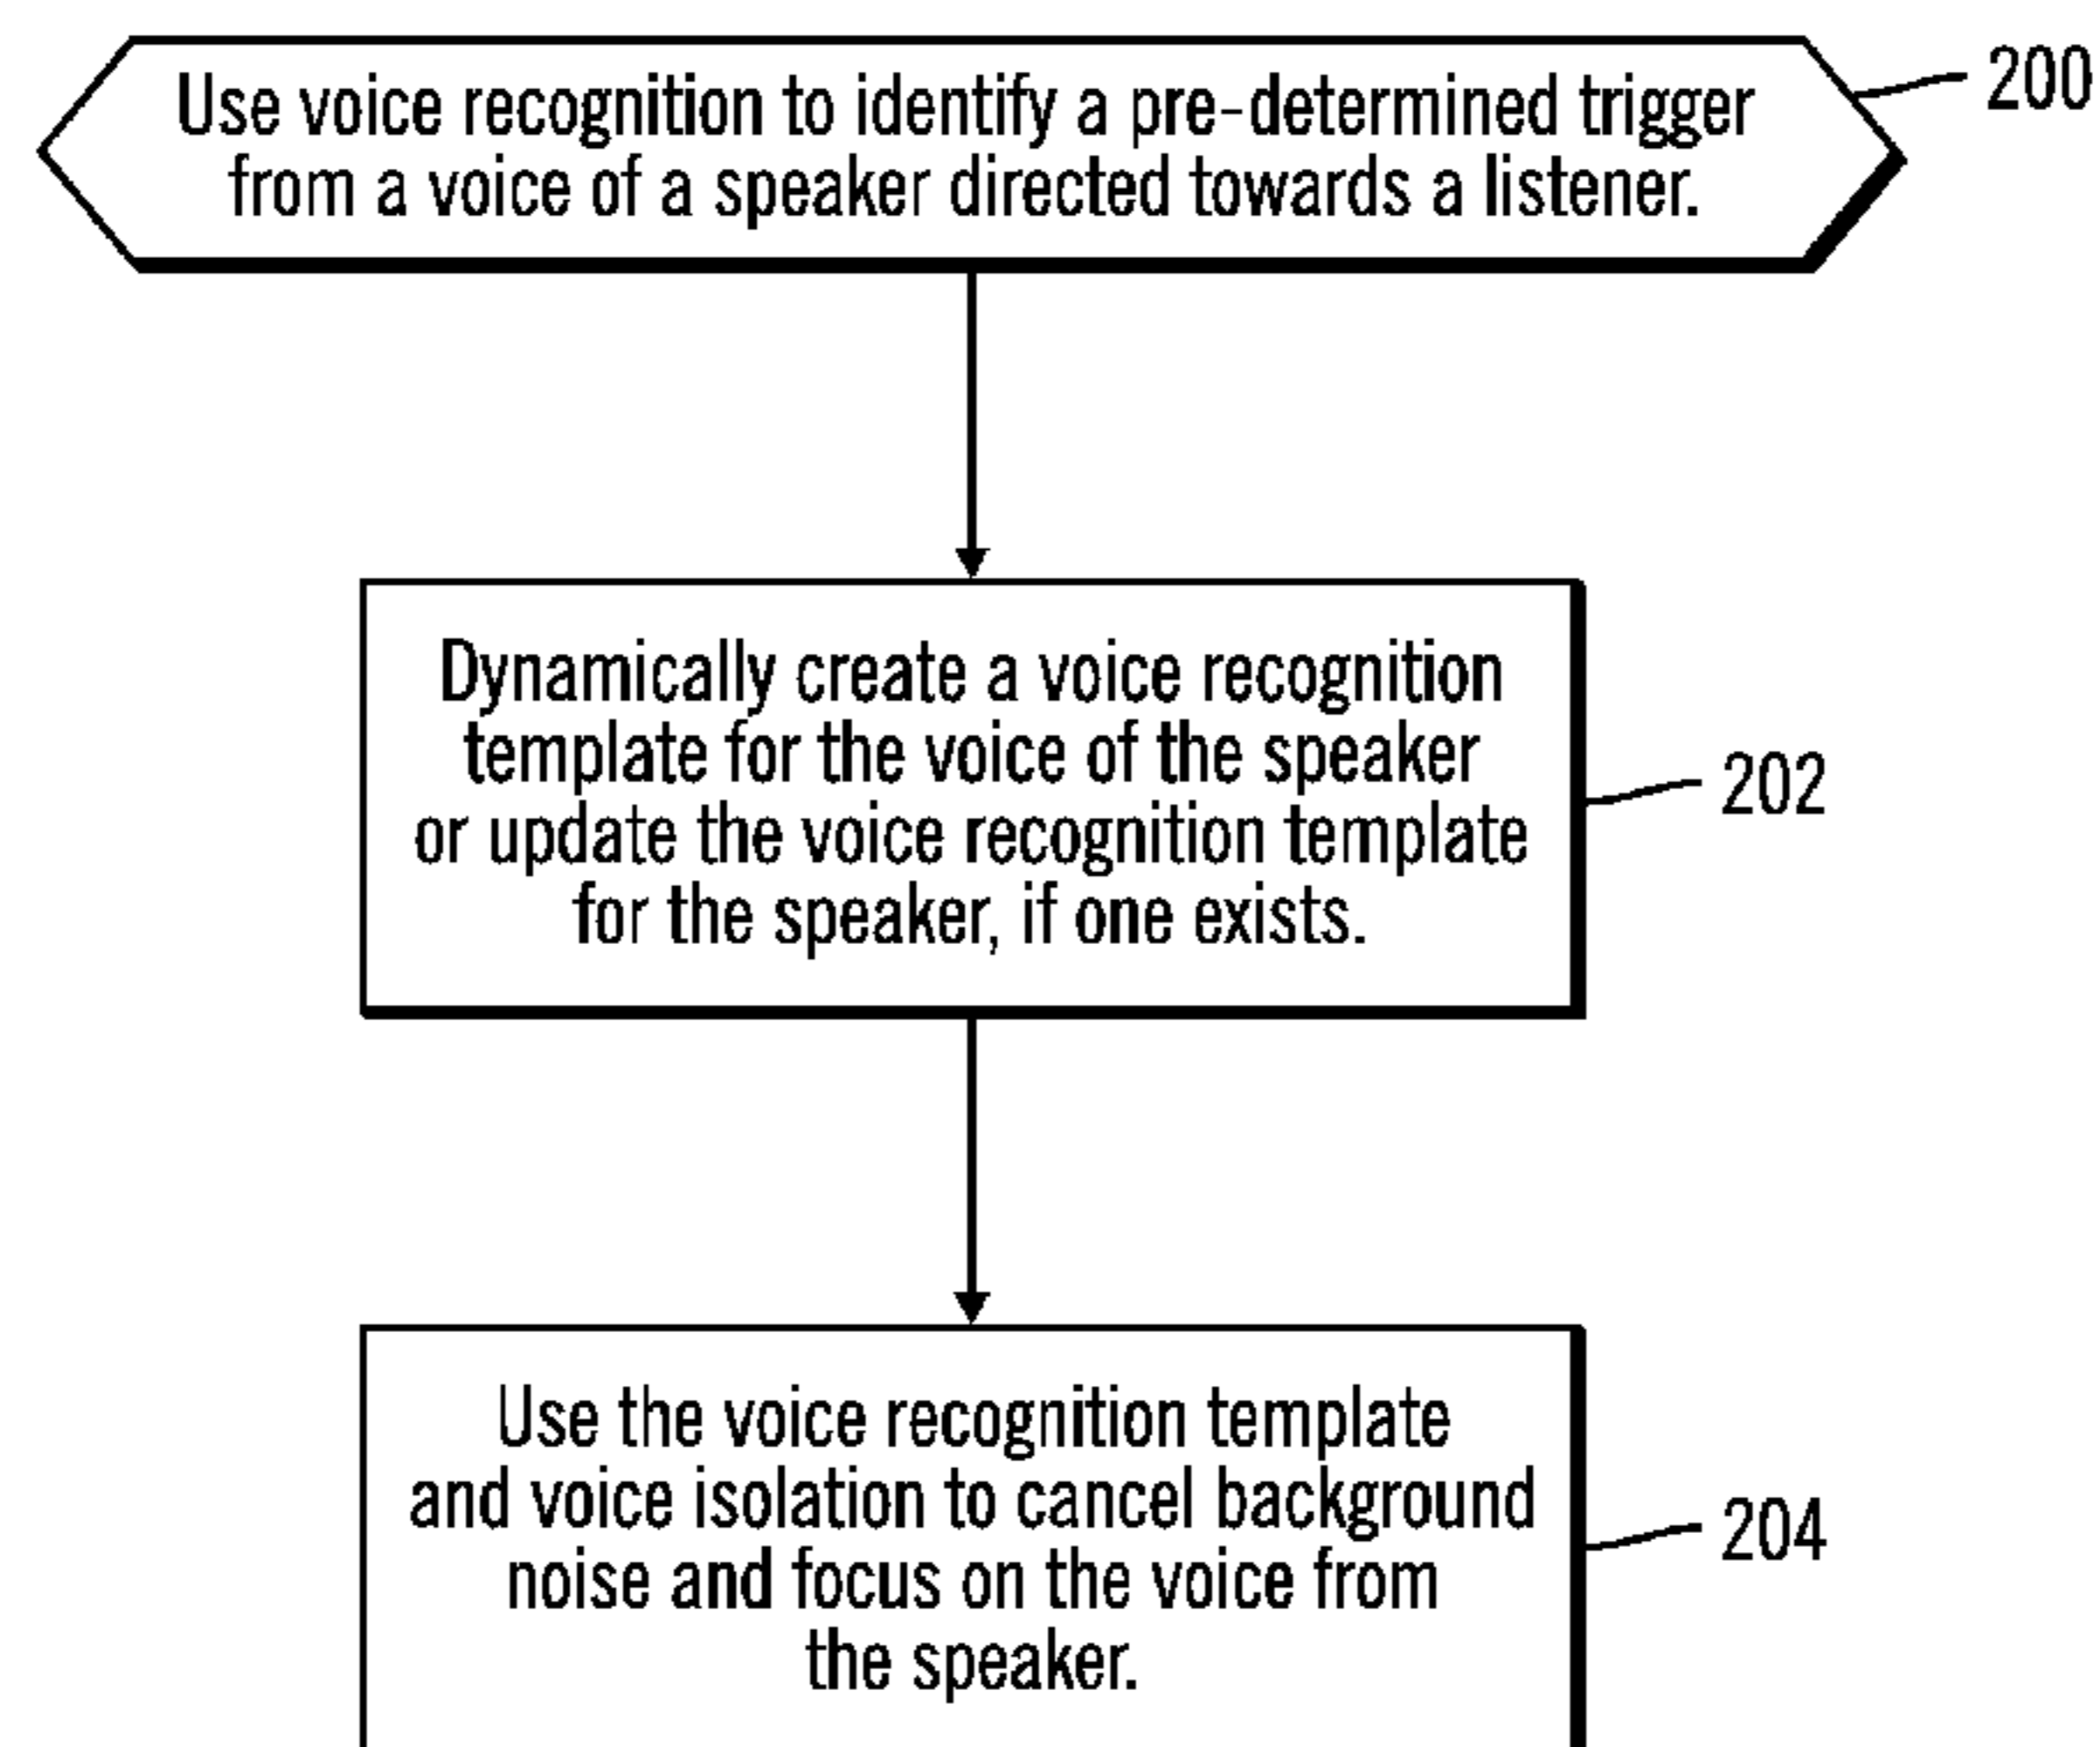 Use voice recognition to identify a pre-determined trigger
from a voice of a speaker directed towards a listener.
200
Dynamically create a voice recognition
template for the voice of the speaker
or update the voice recognition template
for the speaker, if one exists.
202
Use the voice recognition template
and voice isolation to cancel background
noise and focus on the voice from
the speaker.
204